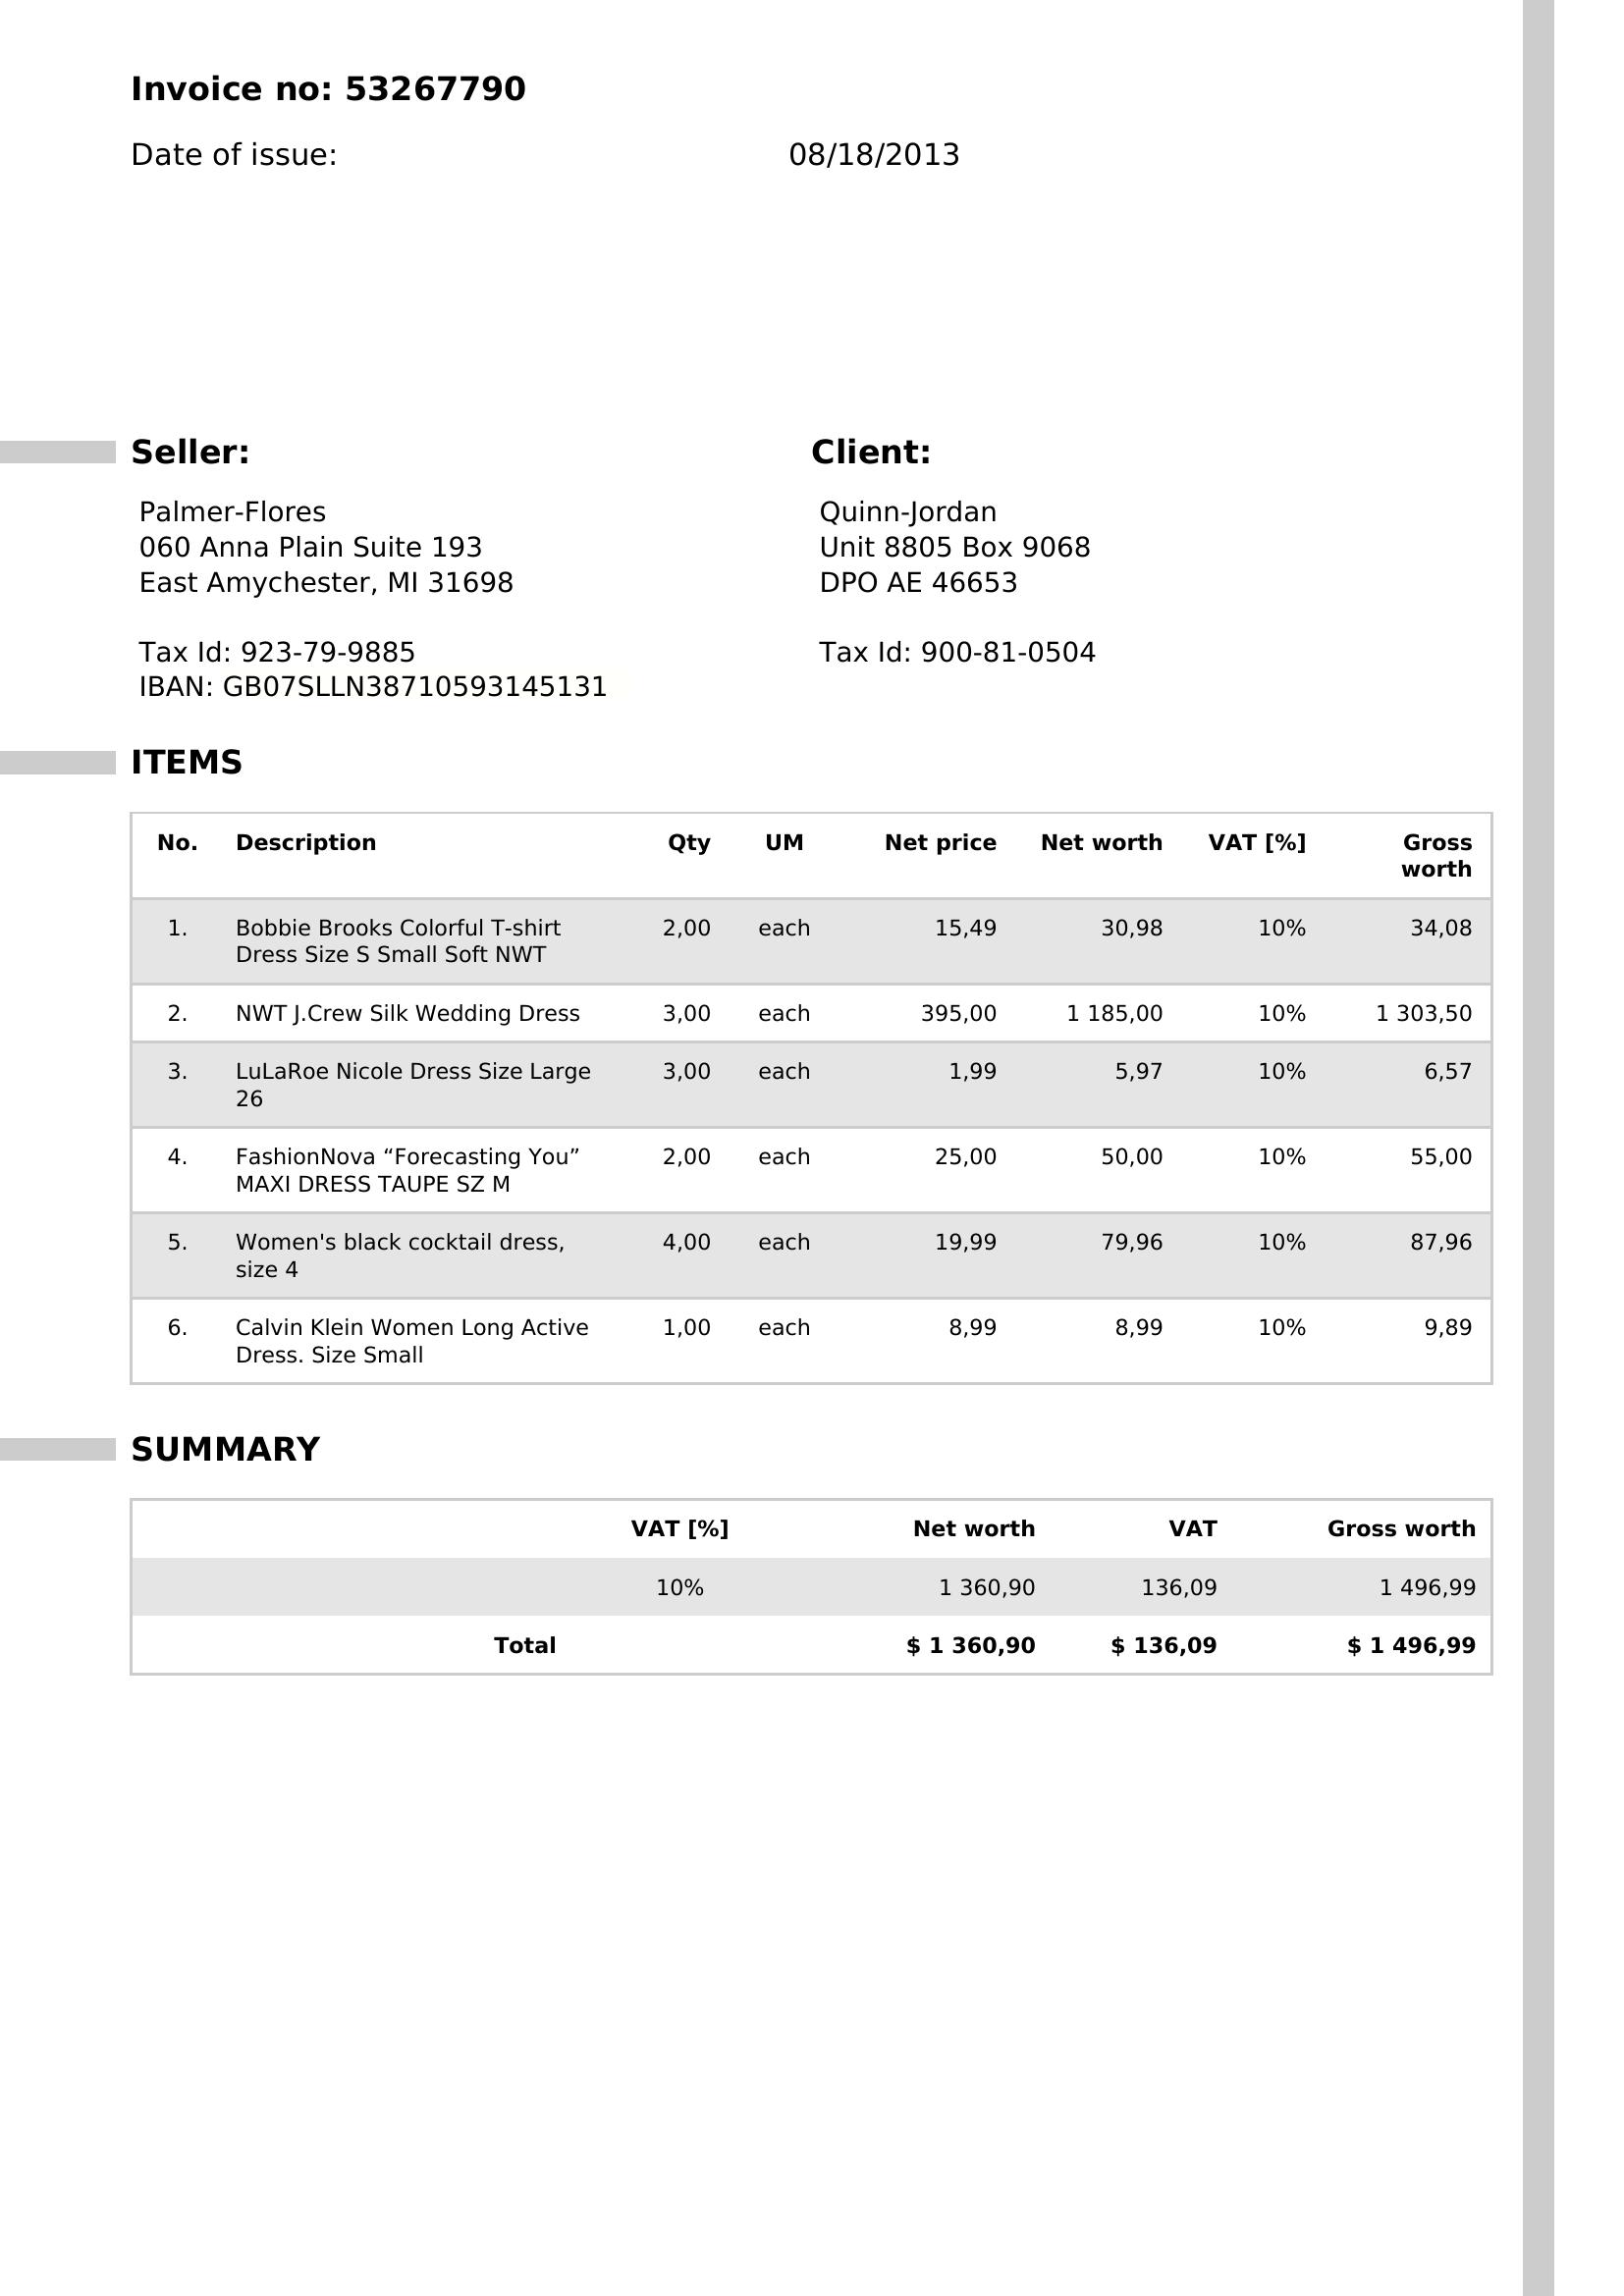 Invoice no: 53267790
Date of issue: 08/18/2013
Seller:
Palmer-Flores
060 Anna Plain Suite 193
East Amychester, MI 31698
Tax Id: 923-79-9885
IBAN: GB07SLLN38710593145131
Client:
Quinn-Jordan
Unit 8805 Box 9068
DPO AE 46653
Tax Id: 900-81-0504
ITEMS
No. Description Qty UM Net price Net worth VAT [%] Gross
worth
1. Bobbie Brooks Colorful T-shirt 2,00 each 15,49 30,98 10% 34,08
Dress Size S Small Soft NWT
2. NWT J.Crew Silk Wedding Dress 3,00 each 395,00 1 185,00 10% 1 303,50
3. LuLaRoe Nicole Dress Size Large 3,00 each 1,99 5,97 10% 6,57
26
4. FashionNova “Forecasting You” 2,00 each 25,00 50,00 10% 55,00
MAXI DRESS TAUPE SZ M
5. Women's black cocktail dress, 4,00 each 19,99 79,96 10% 87,96
size 4
6. Calvin Klein Women Long Active 1,00 each 8,99 8,99 10% 9,89
Dress. Size Small
SUMMARY
VAT [%] Net worth VAT Gross worth
10% 1 360,90 136,09 1 496,99
Total $ 1 360,90 $ 136,09 $ 1 496,99